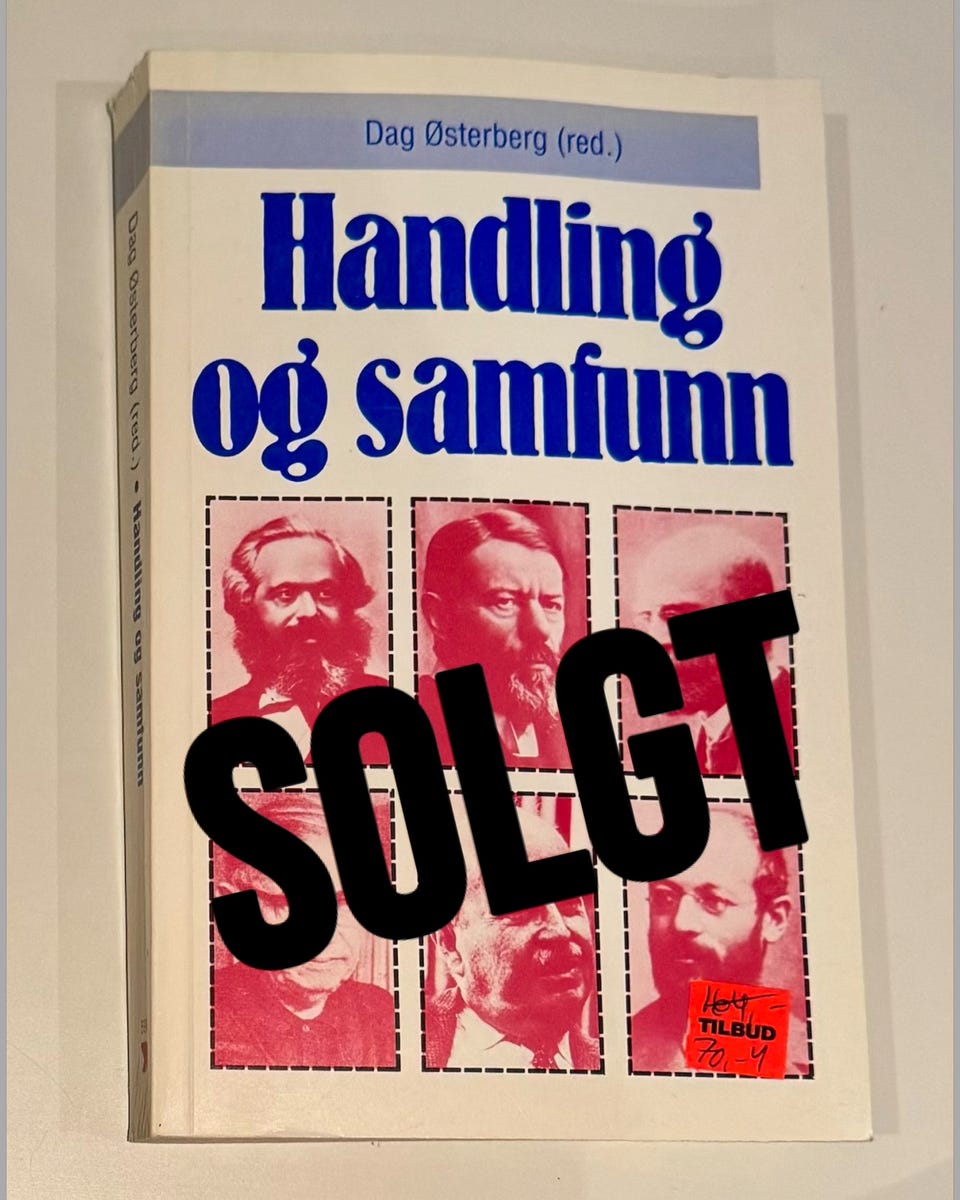 Dag Østerberg (red.)
Handling
og samfunn
Dag Østerberg (red.) • Handling og samfunn
SOLGT
TILBUD
70,-